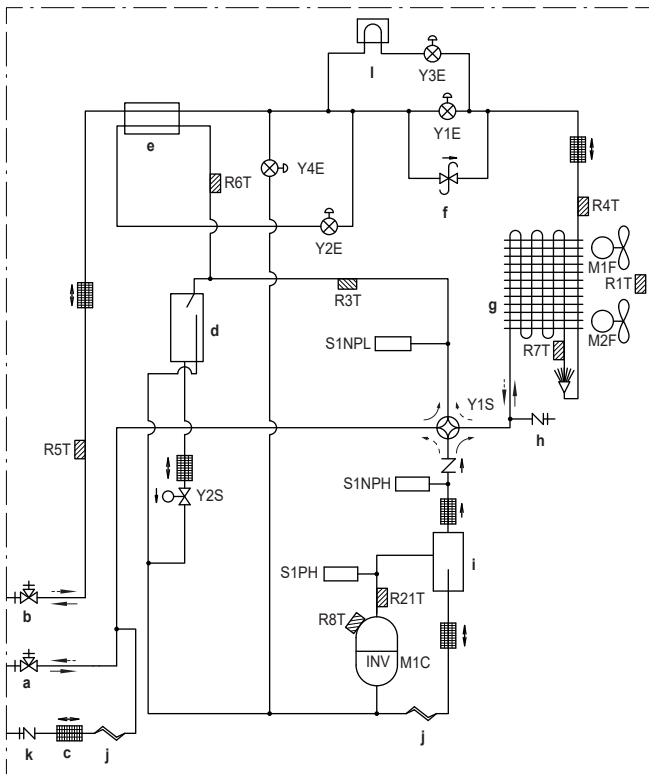 l
Y3E
Y1E
e
R6T
Y4E
f
R4T
Y2E
M1F
R1T
g
R3T
d
M2F
S1NPL
R7T
Y1S
h
R5T
Y2S
S1NPH
S1PH
i
R21T
b
R8T
INV
M1C
a
k
c
j
j